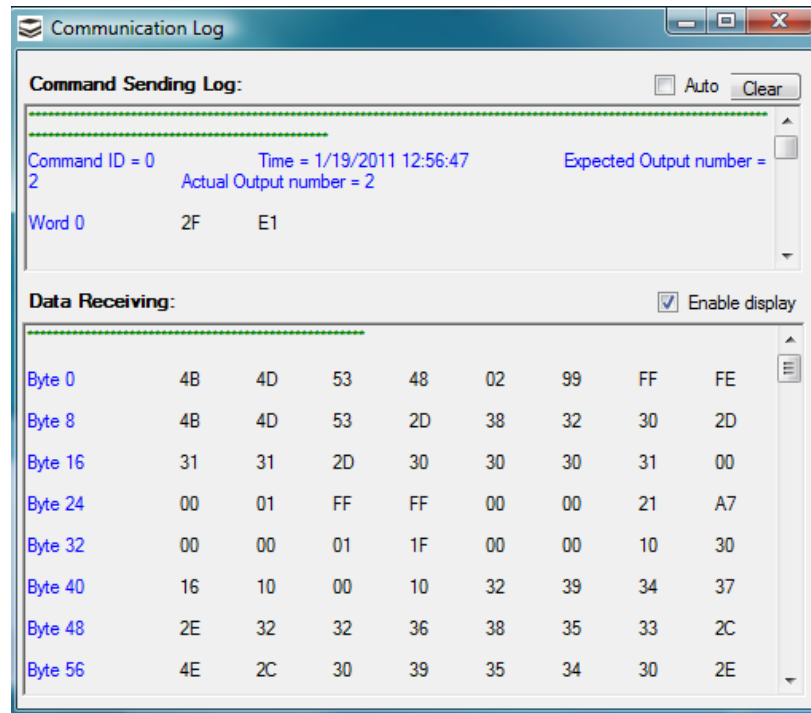 Communication Log
Command Sending Log: Auto Clear
Command ID = 0 Time = 1/19/2011 12:56:47 Expected Output number =
2 Actual Output number = 2
Word 0 2F E1
Data Receiving: Enable display
Byte 0 4B 4D 53 48 02 99 FF FE
Byte 8 4B 4D 53 2D 38 32 30 2D
Byte 16 31 31 2D 30 30 30 31 00
Byte 24 00 01 FF FF 00 00 21 A7
Byte 32 00 00 01 1F 00 00 10 30
Byte 40 16 10 00 10 32 39 34 37
Byte 48 2E 32 32 36 38 35 33 2C
Byte 56 4E 2C 30 39 35 34 30 2E